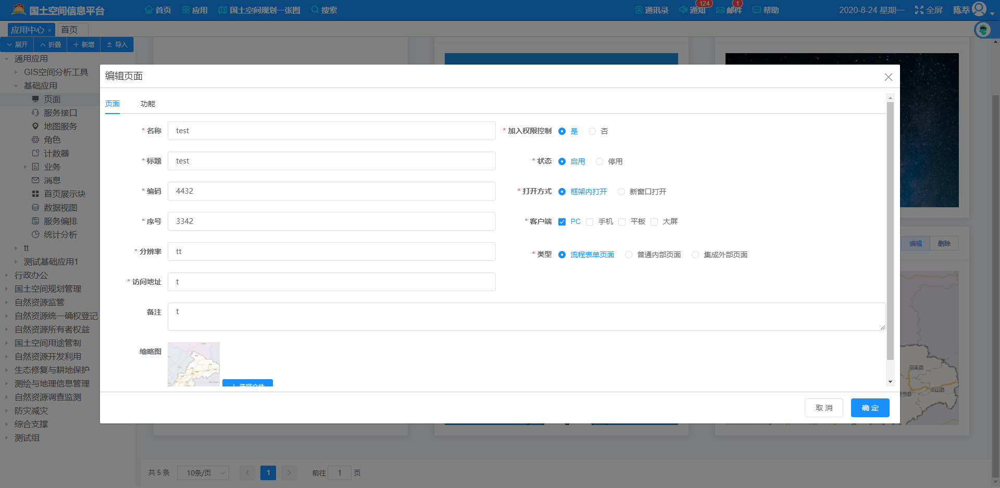 国土空间信息平台
首页
应用
国土空间规划一张图
搜索
通讯录
通知
124
邮件
1
帮助
2020-8-24 星期一
全屏
陈萃
应用中心 ×
首页
展开
折叠
新增
导入
通用应用
GIS空间分析工具
基础应用
页面
服务接口
地图服务
角色
计数器
业务
消息
首页展示块
数据视图
服务编排
统计分析
tt
测试基础应用1
行政办公
国土空间规划管理
自然资源监管
自然资源统一确权登记
自然资源所有者权益
国土空间用途管制
自然资源开发利用
生态修复与耕地保护
测绘与地理信息管理
自然资源调查监测
防灾减灾
综合支撑
测试组
编辑页面
页面
功能
* 名称 test
* 加入权限控制 是 否
* 标题 test
* 状态 启用 停用
* 编码 4432
* 打开方式 框架内打开 新窗口打开
* 序号 3342
* 客户端 PC 手机 平板 大屏
* 分辨率 tt
* 类型 流程表单页面 普通内部页面 集成外部页面
* 访问地址 t
备注 t
缩略图
选择文件
取消
确定
编辑
删除
巫溪县
巫山县
共 5 条
10条/页
1
前往 1 页